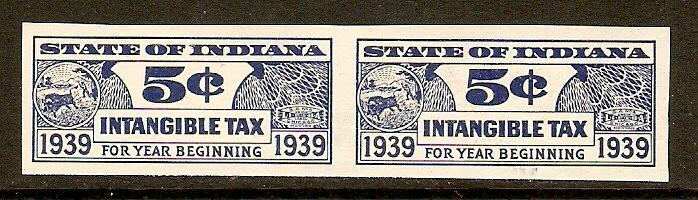 STATE OF INDIANA
5¢
INTANGIBLE TAX
1939 FOR YEAR BEGINNING 1939
STATE OF INDIANA
5¢
INTANGIBLE TAX
1939 FOR YEAR BEGINNING 1939